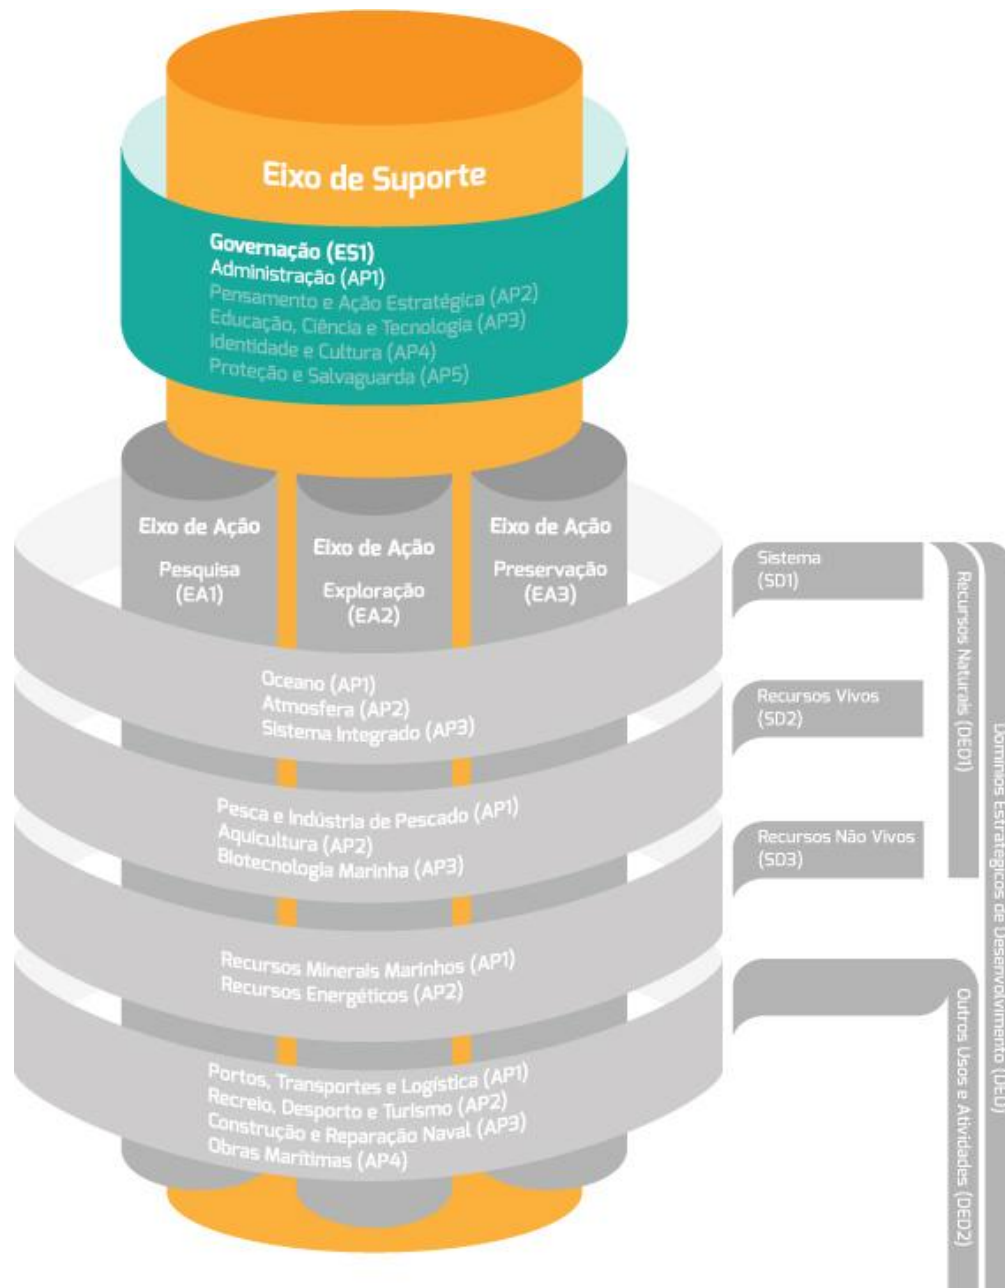 Eixo de Suporte
Governação (ES1)
Administração (AP1)
Pensamento e Ação Estratégica (AP2)
Educação, Ciência e Tecnologia (AP3)
Identidade e Cultura (AP4)
Proteção e Salvaguarda (AP5)
Eixo de Ação
Pesquisa
(EA1)
Eixo de Ação
Exploração
(EA2)
Eixo de Ação
Preservação
(EA3)
Oceano (AP1)
Atmosfera (AP2)
Sistema Integrado (AP3)
Pesca e Indústria de Pescado (AP1)
Aquicultura (AP2)
Biotecnologia Marinha (AP3)
Recursos Minerais Marinhos (AP1)
Recursos Energéticos (AP2)
Portos, Transportes e Logística (AP1)
Recreio, Desporto e Turismo (AP2)
Construção e Reparação Naval (AP3)
Obras Marítimas (AP4)
Sistema
(SD1)
Recursos Vivos
(SD2)
Recursos Não Vivos
(SD3)
Recursos Naturais (DED1)
Outros Usos e Atividades (DED2)
Domínios Estratégicos de Desenvolvimento (DED)